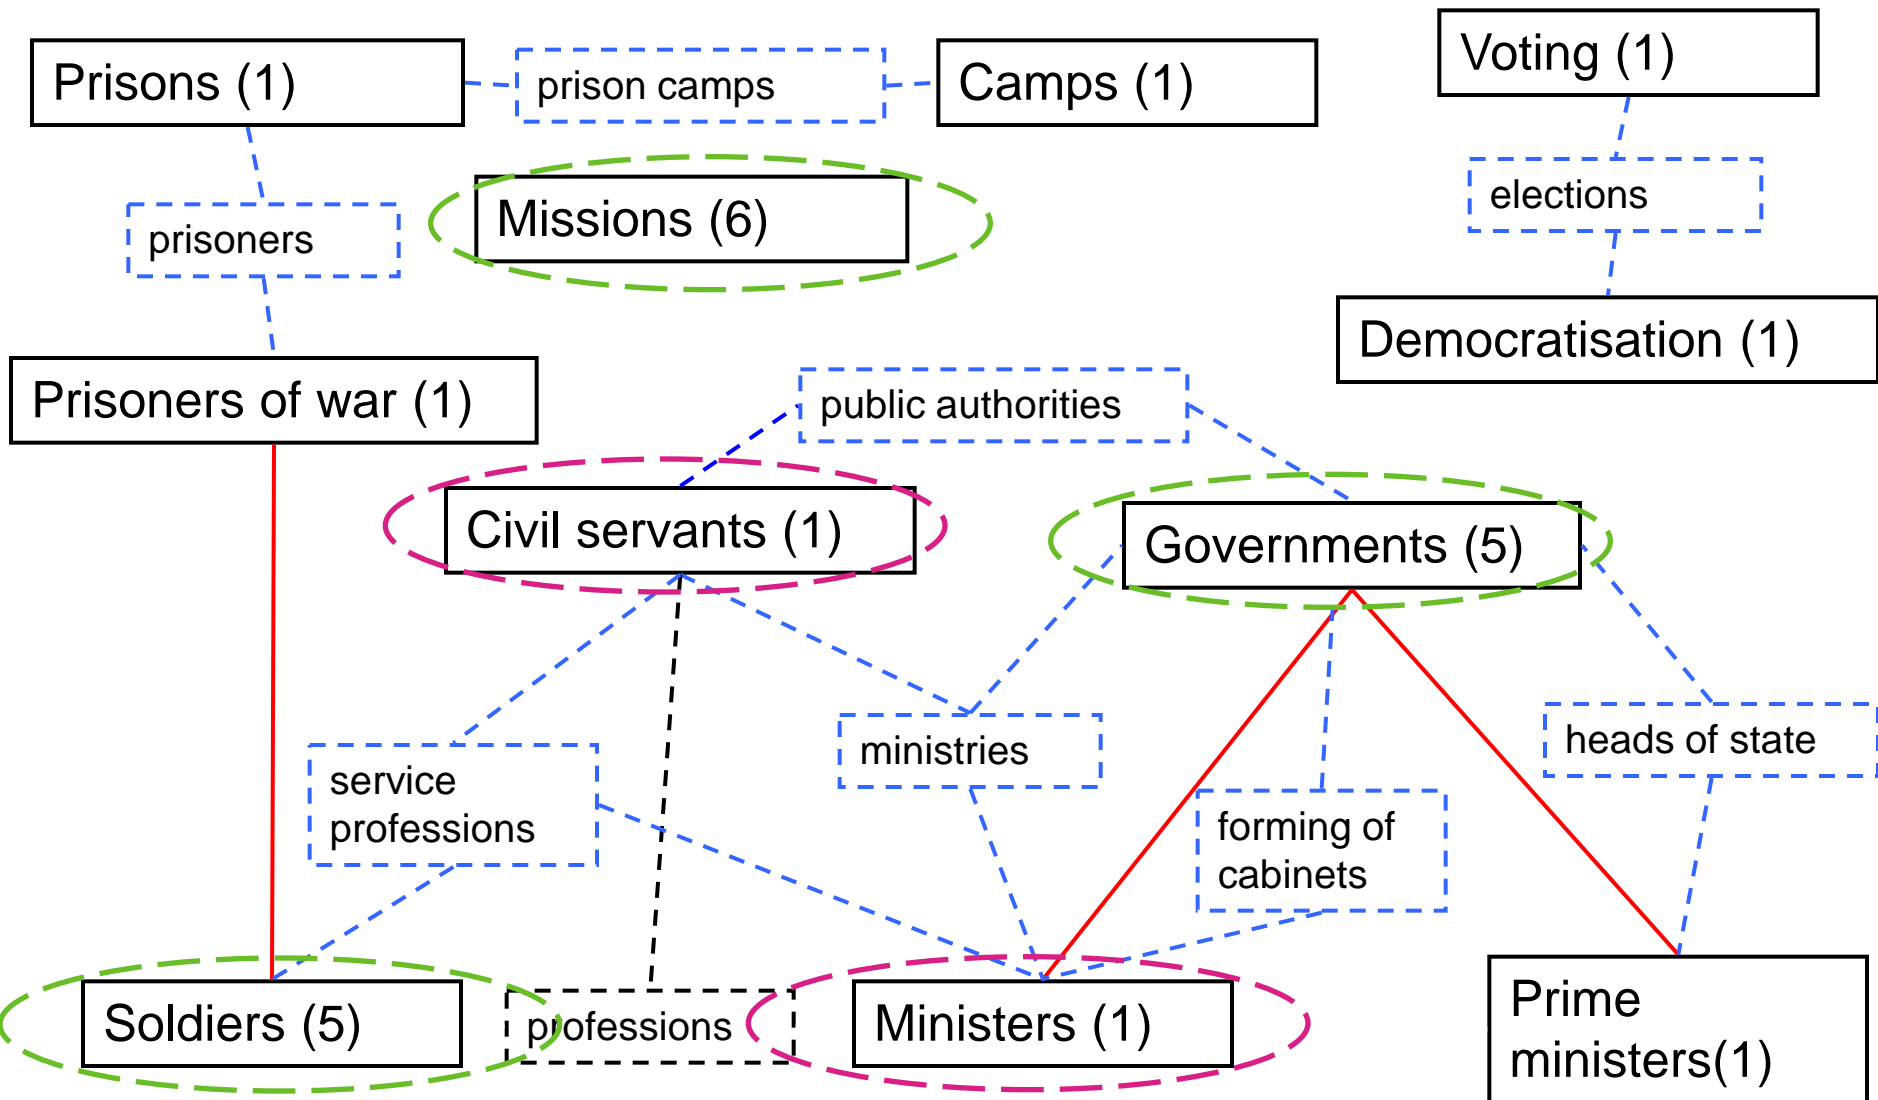 Prisons (1)
prison camps
Camps (1)
Voting (1)
Missions (6)
elections
prisoners
Democratisation (1)
Prisoners of war (1)
public authorities
Civil servants (1)
Governments (5)
ministries
heads of state
service
professions
forming of
cabinets
Soldiers (5)
professions
Ministers (1)
Prime
ministers(1)